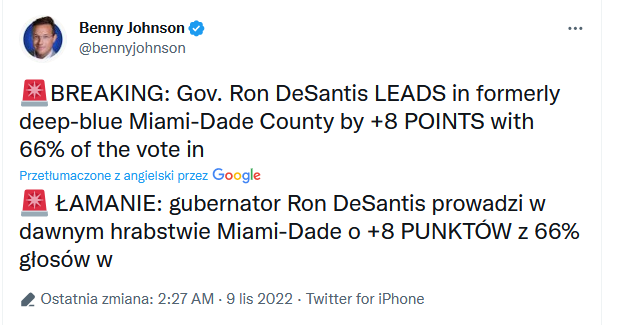 Benny Johnson
@bennyjohnson
🚨BREAKING: Gov. Ron DeSantis LEADS in formerly
deep-blue Miami-Dade County by +8 POINTS with
66% of the vote in
Przetłumaczone z angielski przez Google
🚨 ŁAMANIE: gubernator Ron DeSantis prowadzi w
dawnym hrabstwie Miami-Dade o +8 PUNKTÓW z 66%
głosów w
Ostatnia zmiana: 2:27 AM · 9 lis 2022 · Twitter for iPhone